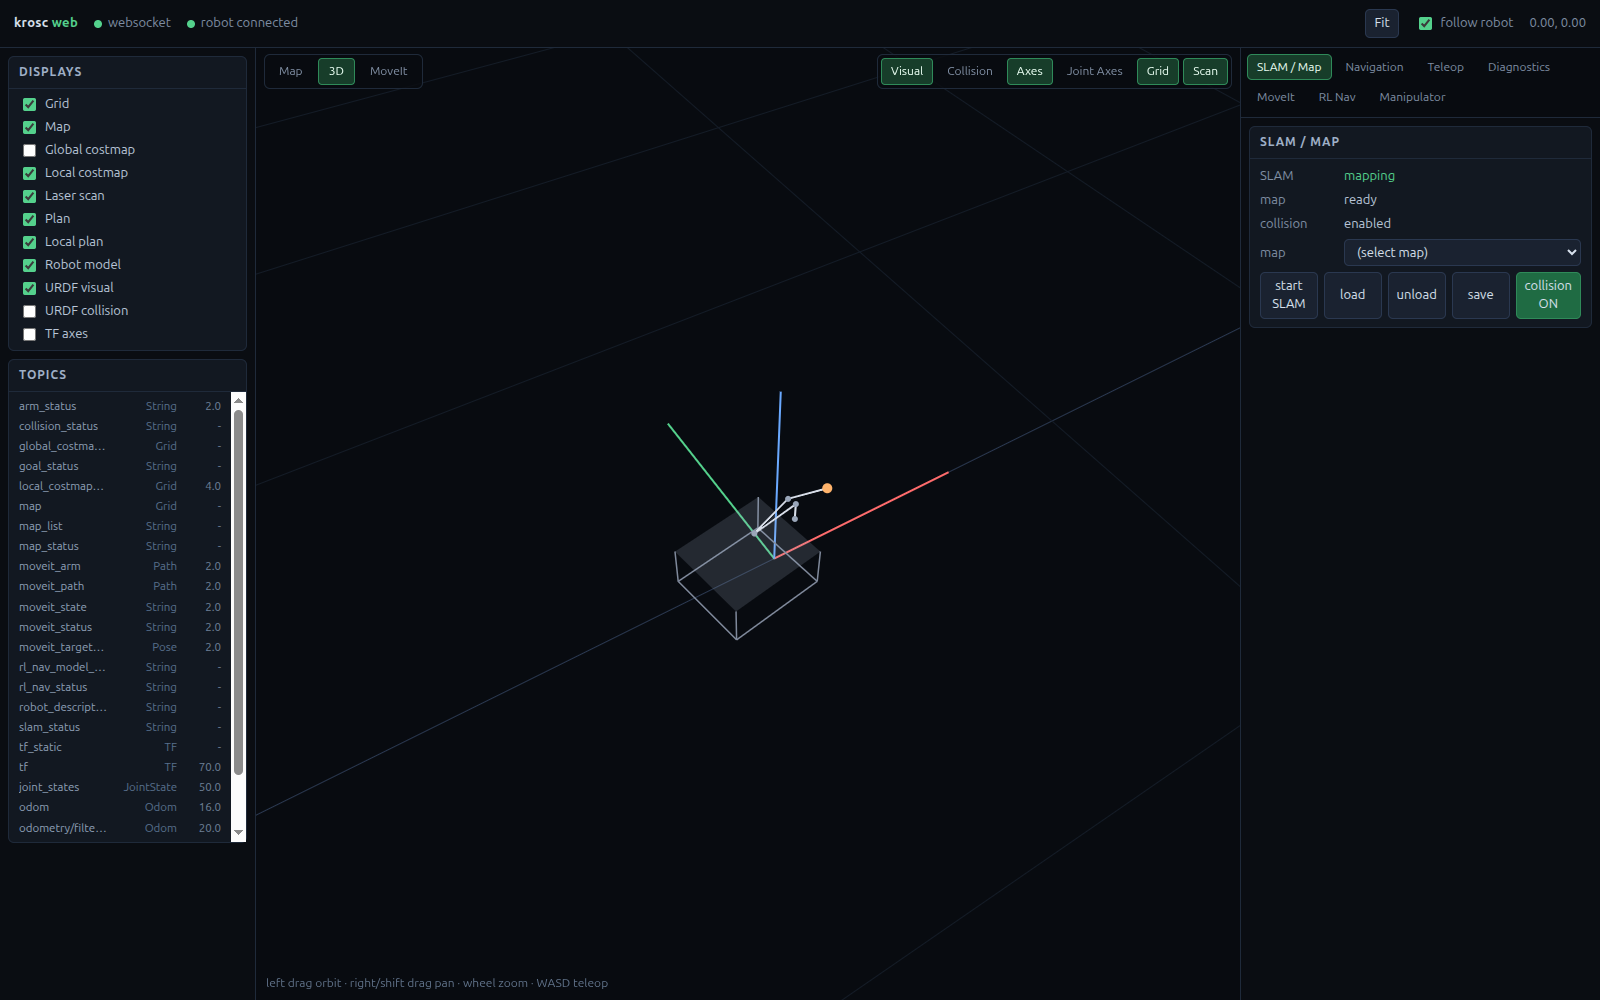 krosc web websocket robot connected Fit follow robot 0.00, 0.00
DISPLAYS
Grid
Map
Global costmap
Local costmap
Laser scan
Plan
Local plan
Robot model
URDF visual
URDF collision
TF axes
TOPICS
arm_status String 2.0
collision_status String -
global_costma... Grid -
goal_status String -
local_costmap... Grid 4.0
map Grid -
map_list String -
map_status String -
moveit_arm Path 2.0
moveit_path Path 2.0
moveit_state String 2.0
moveit_status String 2.0
moveit_target... Pose 2.0
rl_nav_model_... String -
rl_nav_status String -
robot_descript... String -
slam_status String -
tf_static TF -
tf TF 70.0
joint_states JointState 50.0
odom Odom 16.0
odometry/filte... Odom 20.0
Map 3D MoveIt
Visual Collision Axes Joint Axes Grid Scan
left drag orbit · right/shift drag pan · wheel zoom · WASD teleop
SLAM / Map Navigation Teleop Diagnostics
MoveIt RL Nav Manipulator
SLAM / MAP
SLAM mapping
map ready
collision enabled
map (select map)
start SLAM load unload save collision ON